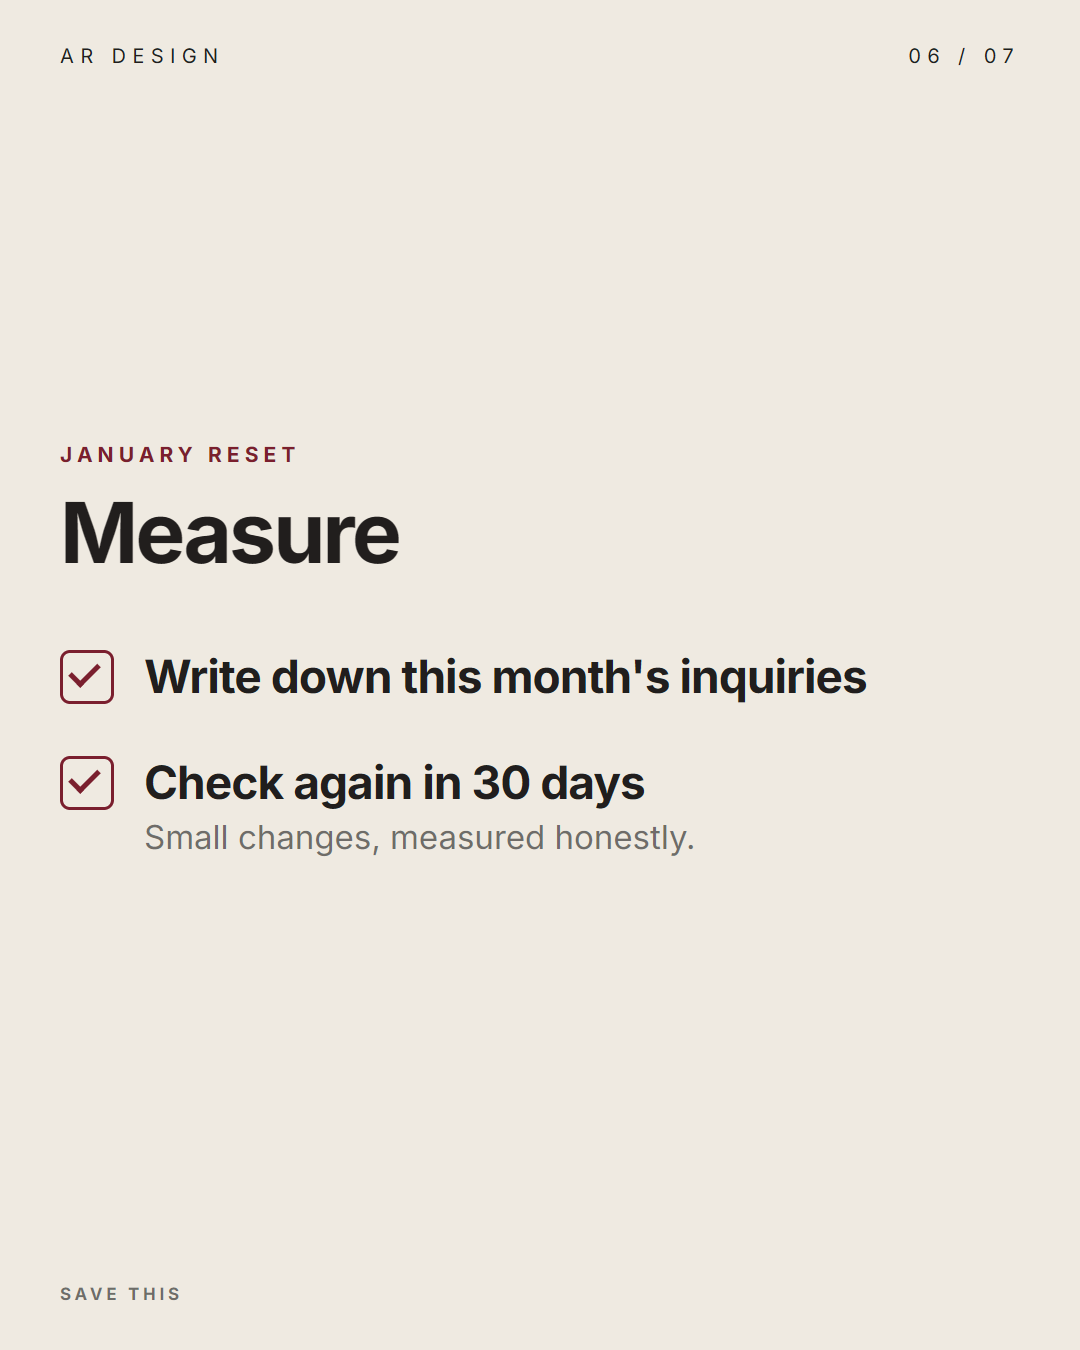 AR DESIGN
06 / 07
JANUARY RESET
Measure
Write down this month's inquiries
Check again in 30 days
Small changes, measured honestly.
SAVE THIS